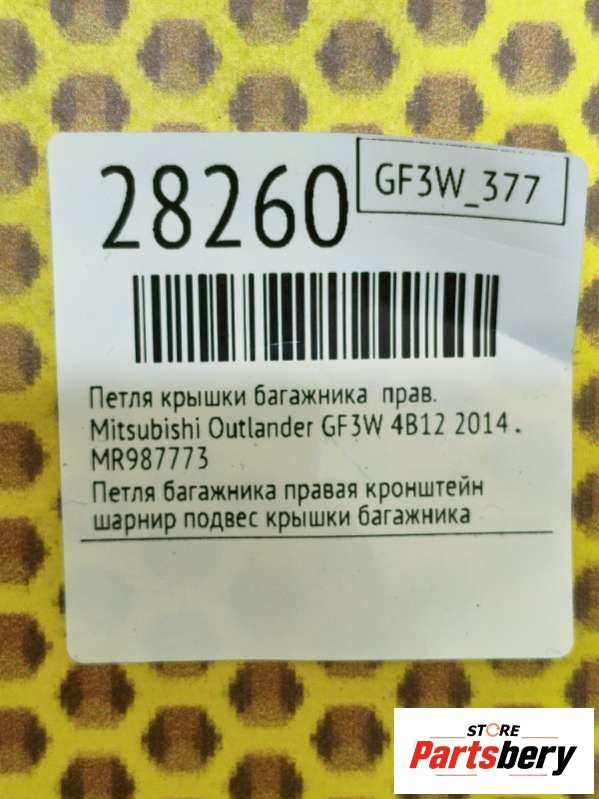 28260
GF3W_377
Петля крышки багажника прав.
Mitsubishi Outlander GF3W 4B12 2014 .
MR987773
Петля багажника правая кронштейн
шарнир подвес крышки багажника
STORE
Partsbery